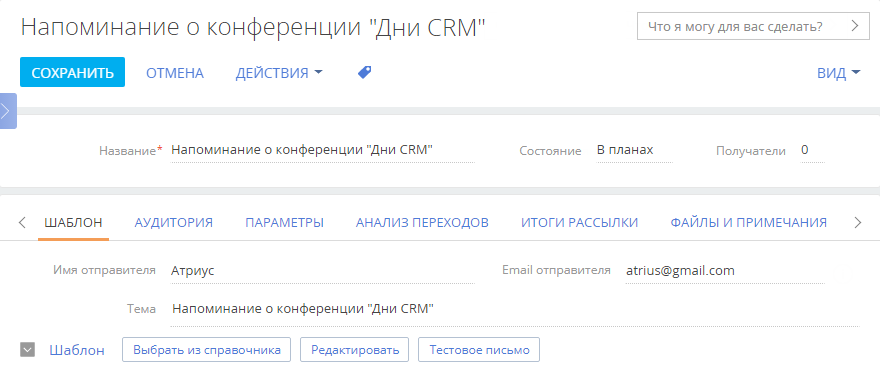 Напоминание о конференции "Дни CRM"
Что я могу для вас сделать?
СОХРАНИТЬ ОТМЕНА ДЕЙСТВИЯ ВИД
Название* Напоминание о конференции "Дни CRM" Состояние В планах Получатели 0
ШАБЛОН АУДИТОРИЯ ПАРАМЕТРЫ АНАЛИЗ ПЕРЕХОДОВ ИТОГИ РАССЫЛКИ ФАЙЛЫ И ПРИМЕЧАНИЯ
Имя отправителя Атриус Email отправителя atrius@gmail.com
Тема Напоминание о конференции "Дни CRM"
Шаблон Выбрать из справочника Редактировать Тестовое письмо